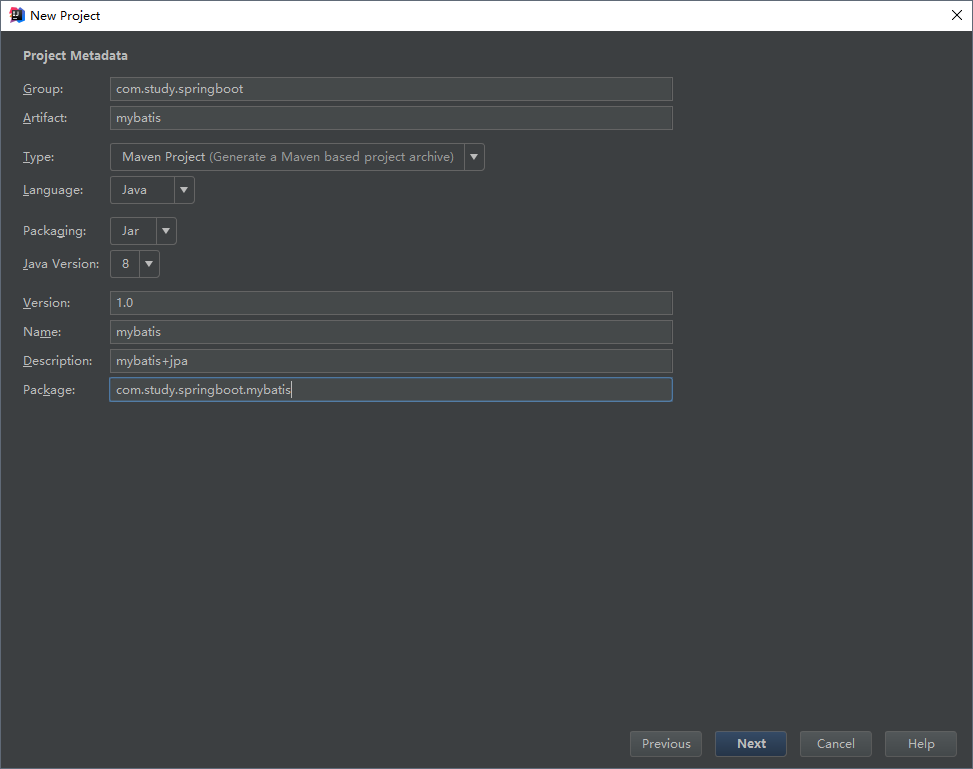 New Project
Project Metadata
Group: com.study.springboot
Artifact: mybatis
Type: Maven Project (Generate a Maven based project archive)
Language: Java
Packaging: Jar
Java Version: 8
Version: 1.0
Name: mybatis
Description: mybatis+jpa
Package: com.study.springboot.mybatis
Previous Next Cancel Help